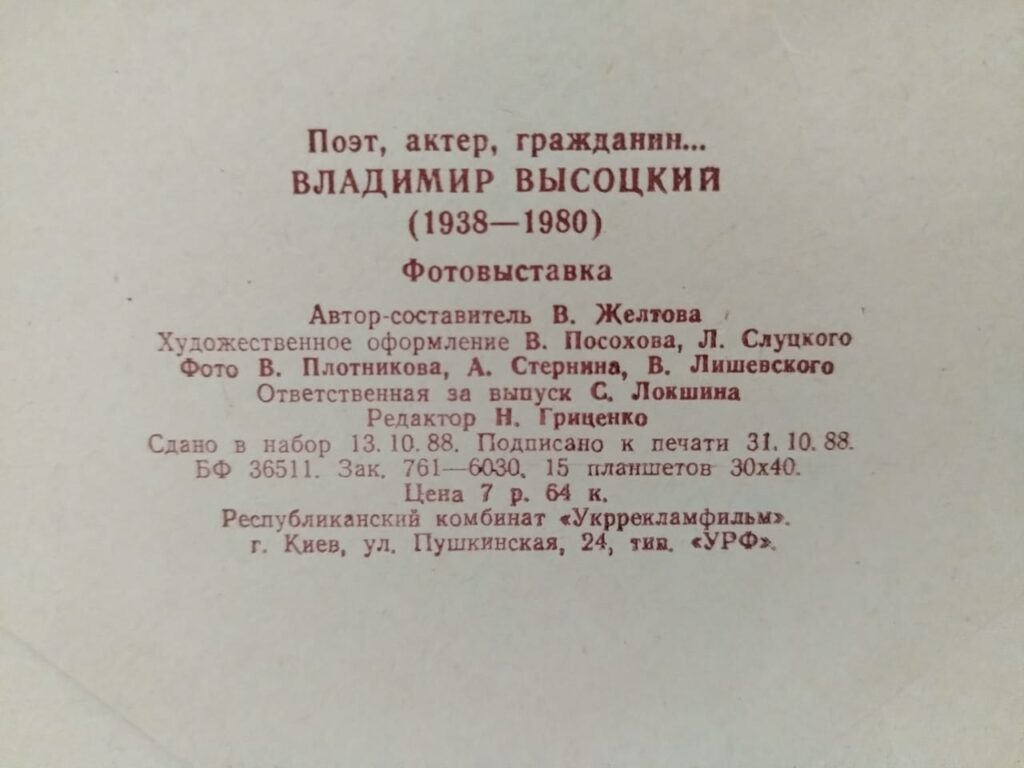 Поэт, актер, гражданин...
ВЛАДИМИР ВЫСОЦКИЙ
(1938—1980)
Фотовыставка
Автор-составитель В. Желтова
Художественное оформление В. Посохова, Л. Слуцкого
Фото В. Плотникова, А. Стернина, В. Лишевского
Ответственная за выпуск С. Локшина
Редактор Н. Гриценко
Сдано в набор 13.10.88. Подписано к печати 31.10.88.
БФ 36511. Зак. 761—6030. 15 планшетов 30х40.
Цена 7 р. 64 к.
Республиканский комбинат «Укррекламфильм».
г. Киев, ул. Пушкинская, 24, тип. «УРФ».